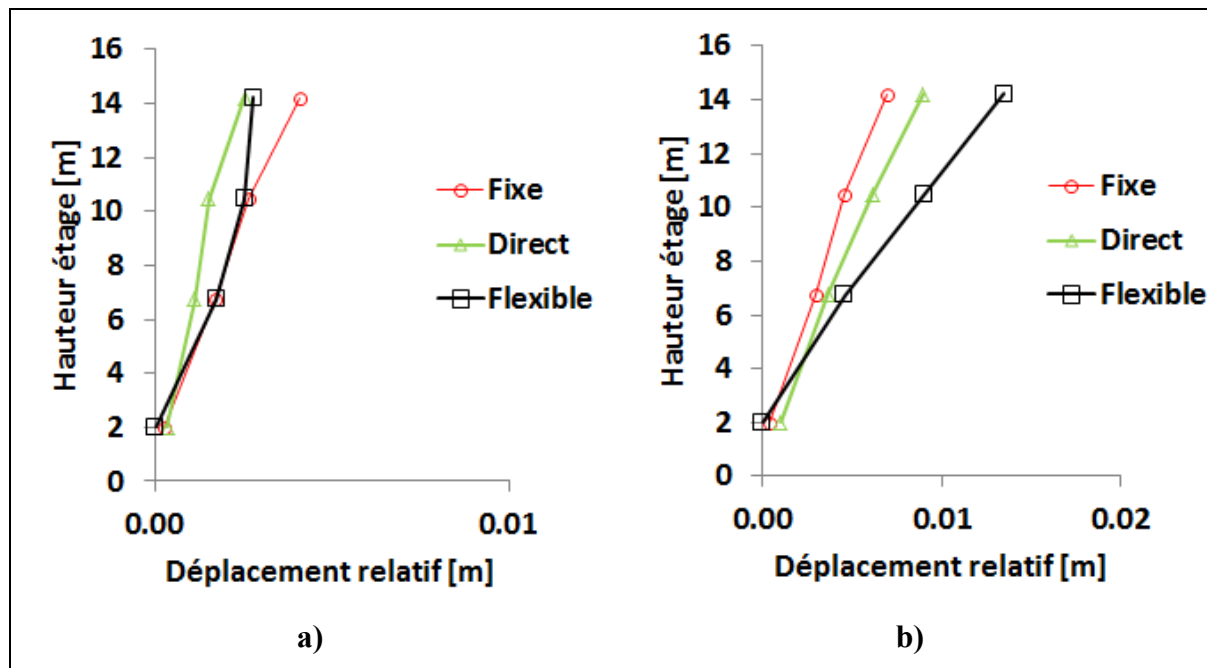 16
14
12
10
8
6
4
2
0
Hauteur étage [m]
0.00
0.01
Déplacement relatif [m]
Fixe
Direct
Flexible
a)
16
14
12
10
8
6
4
2
0
Hauteur étage [m]
0.00
0.01
0.02
Déplacement relatif [m]
Fixe
Direct
Flexible
b)